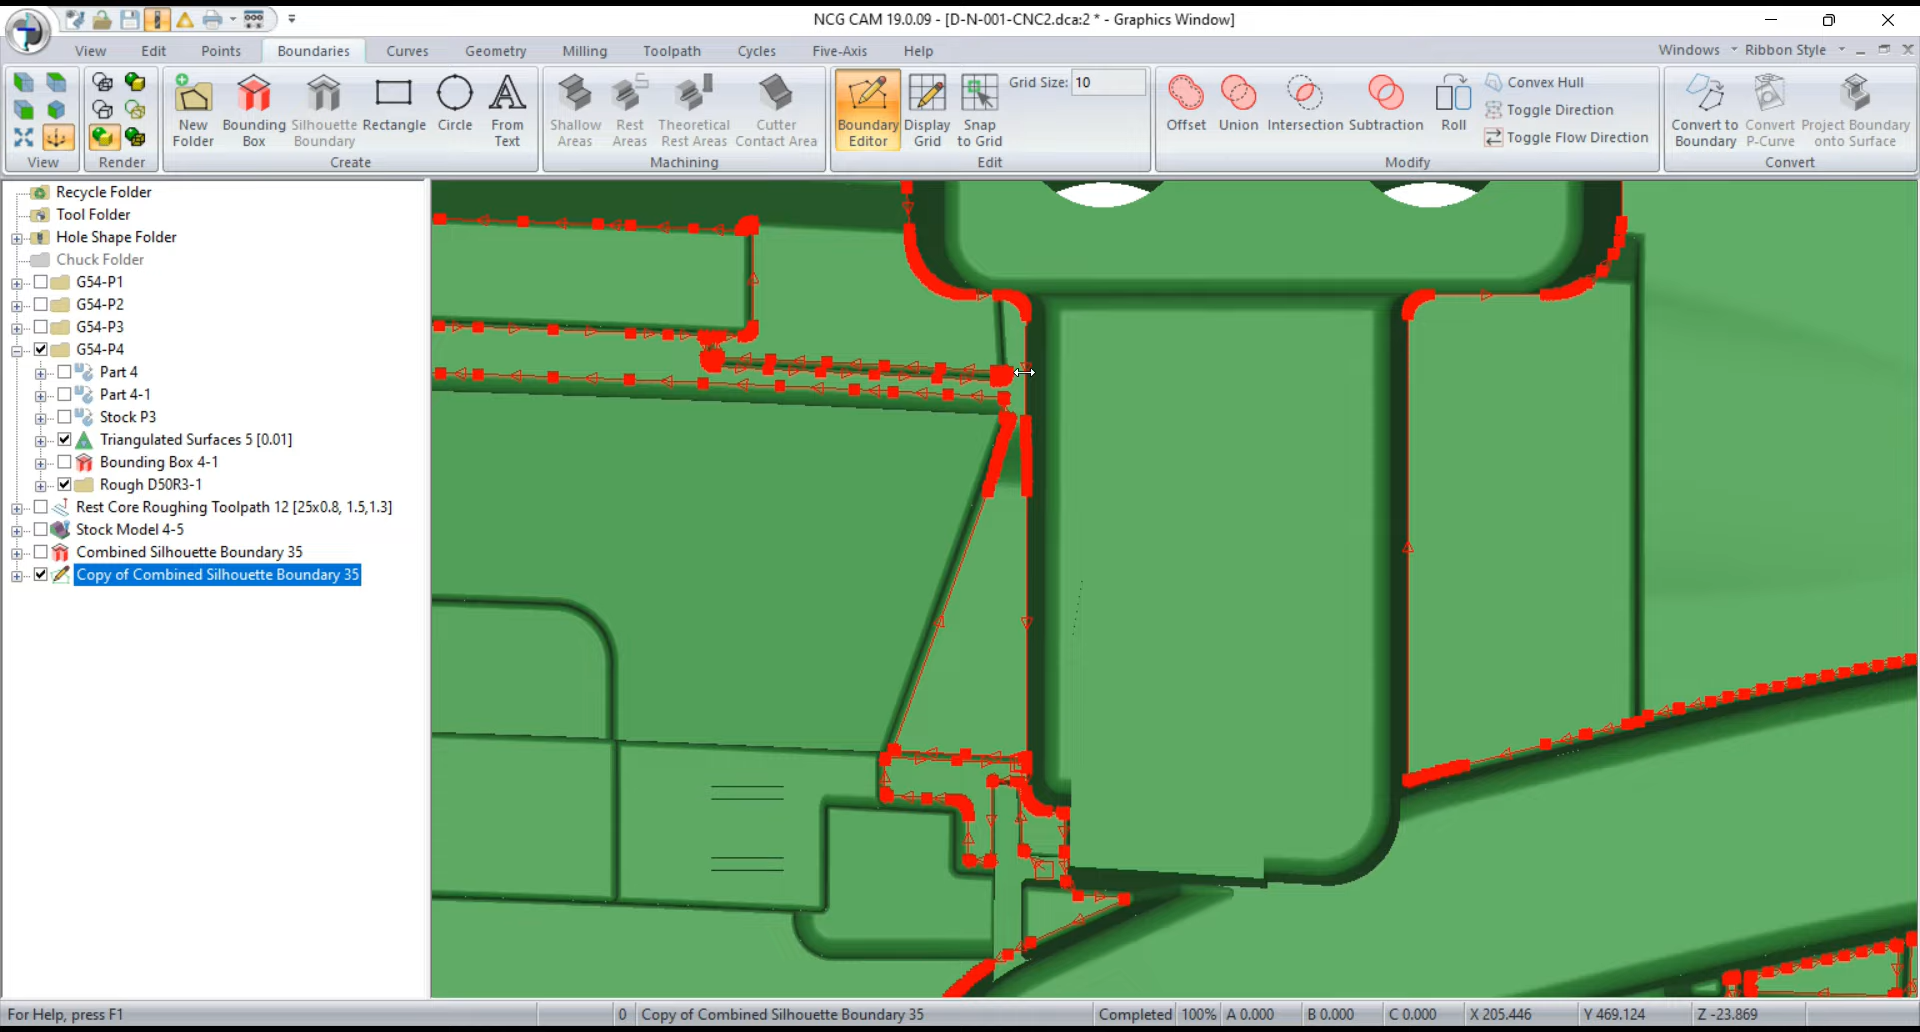 NCG CAM 19.0.09 - [D-N-001-CNC2.dca:2 * - Graphics Window]
View Edit Points Boundaries Curves Geometry Milling Toolpath Cycles Five-Axis Help Windows Ribbon Style
New Folder
Bounding Box
Silhouette Boundary
Rectangle
Circle
From Text
Shallow Areas
Rest Areas
Theoretical Rest Areas
Cutter Contact Area
Boundary Editor
Display Grid
Snap to Grid
Grid Size: 10
Offset
Union
Intersection
Subtraction
Roll
Convex Hull
Toggle Direction
Toggle Flow Direction
Convert to Boundary
Convert P-Curve
Project Boundary onto Surface
View Render Create Machining Edit Modify Convert
Recycle Folder
Tool Folder
Hole Shape Folder
Chuck Folder
G54-P1
G54-P2
G54-P3
G54-P4
Part 4
Part 4-1
Stock P3
Triangulated Surfaces 5 [0.01]
Bounding Box 4-1
Rough D50R3-1
Rest Core Roughing Toolpath 12 [25x0.8, 1.5,1.3]
Stock Model 4-5
Combined Silhouette Boundary 35
Copy of Combined Silhouette Boundary 35
For Help, press F1 0 Copy of Combined Silhouette Boundary 35 Completed 100% A 0.000 B 0.000 C 0.000 X 205.446 Y 469.124 Z -23.869